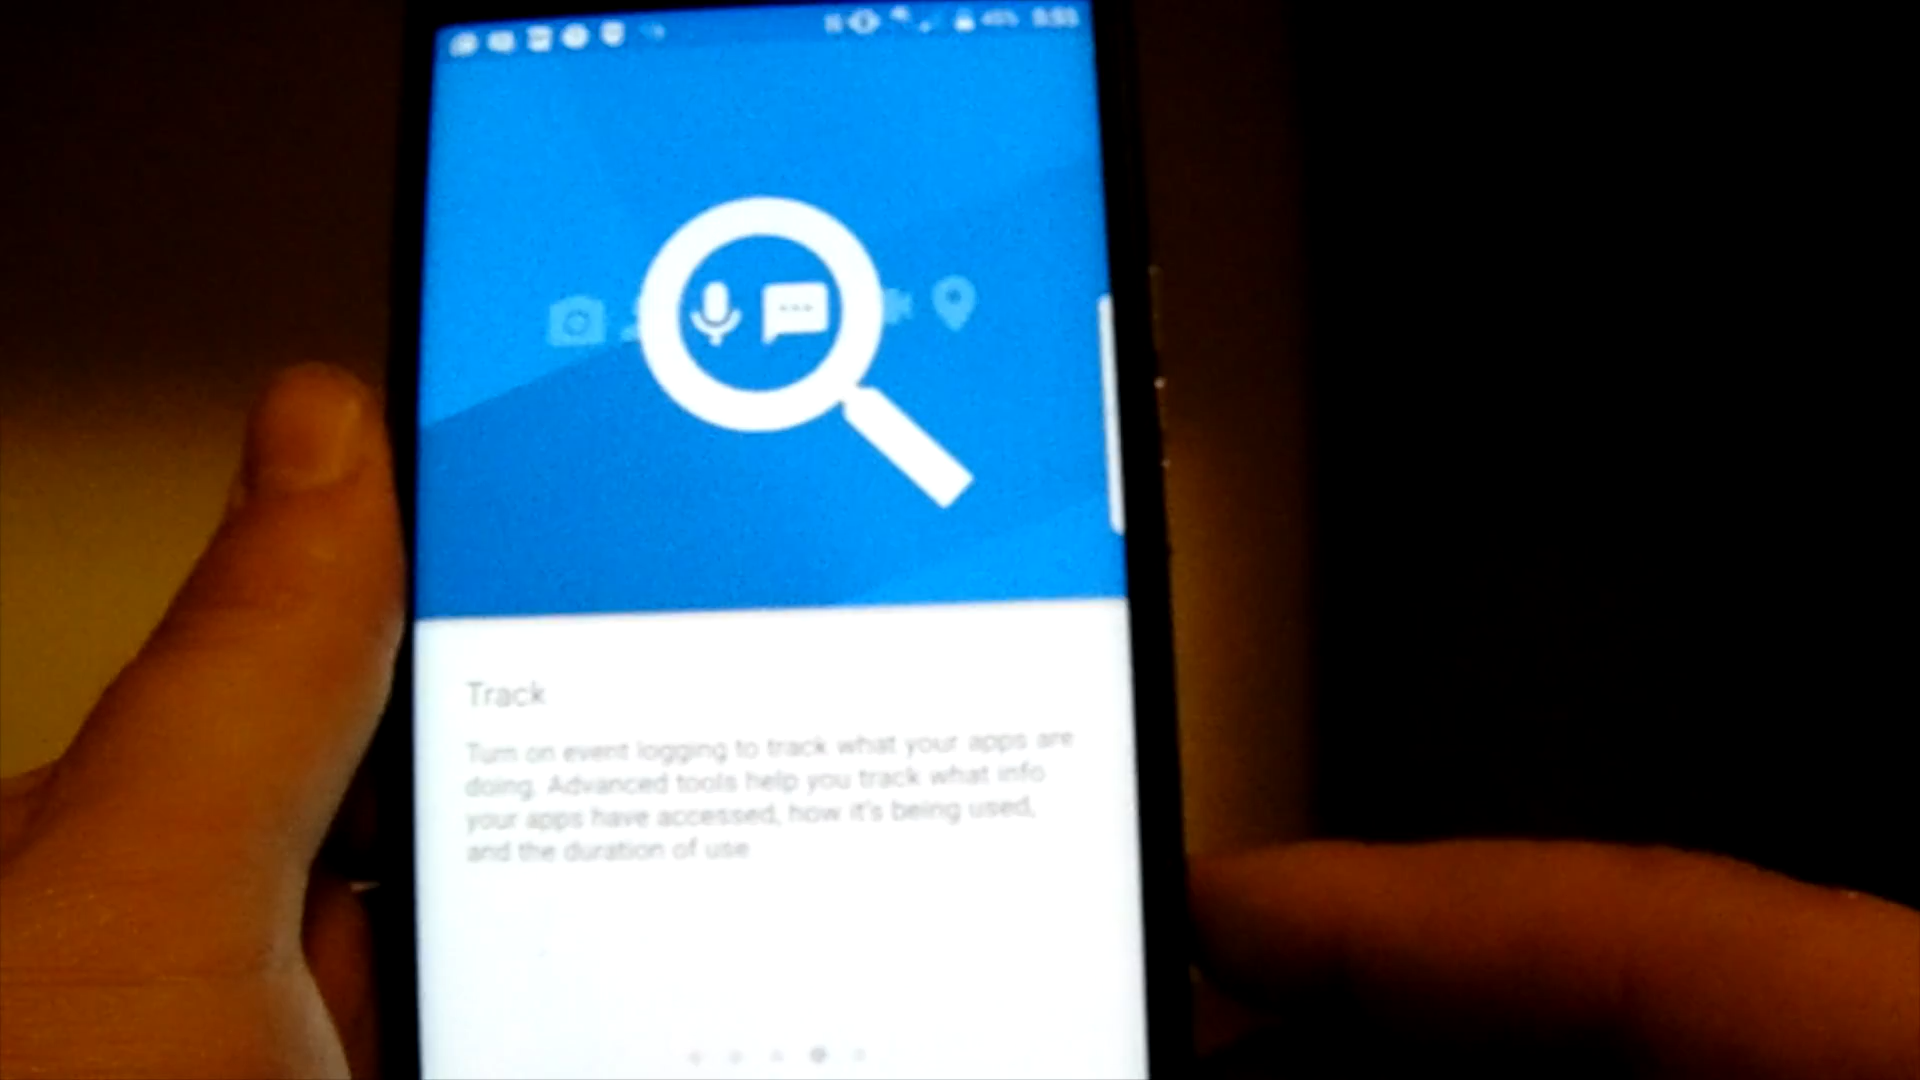 Track
Turn on event logging to track what your apps are
doing. Advanced tools help you track what info
your apps have accessed, how it's being used,
and the duration of use